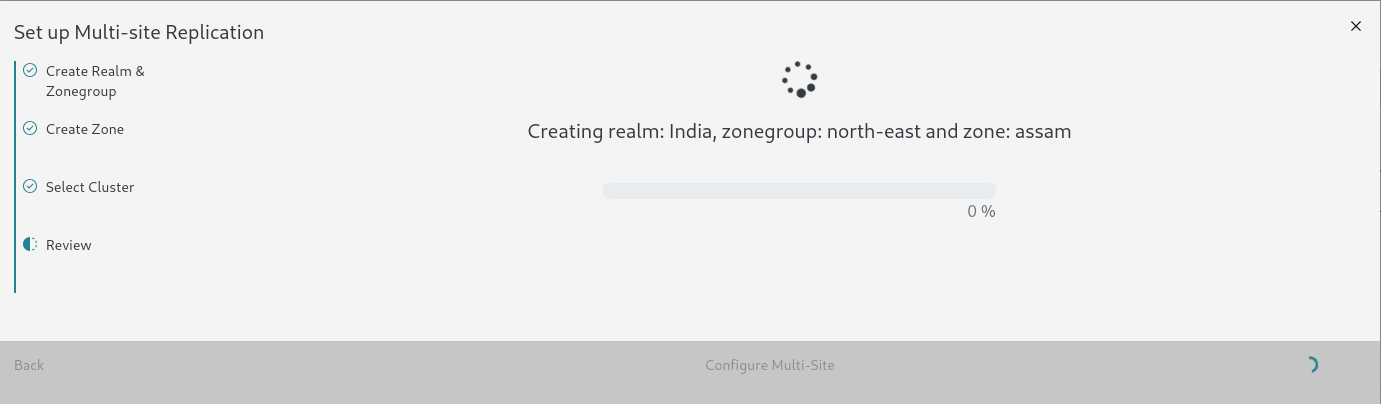 Set up Multi-site Replication
Create Realm &
Zonegroup
Create Zone
Select Cluster
Review
Creating realm: India, zonegroup: north-east and zone: assam
0 %
Back
Configure Multi-Site